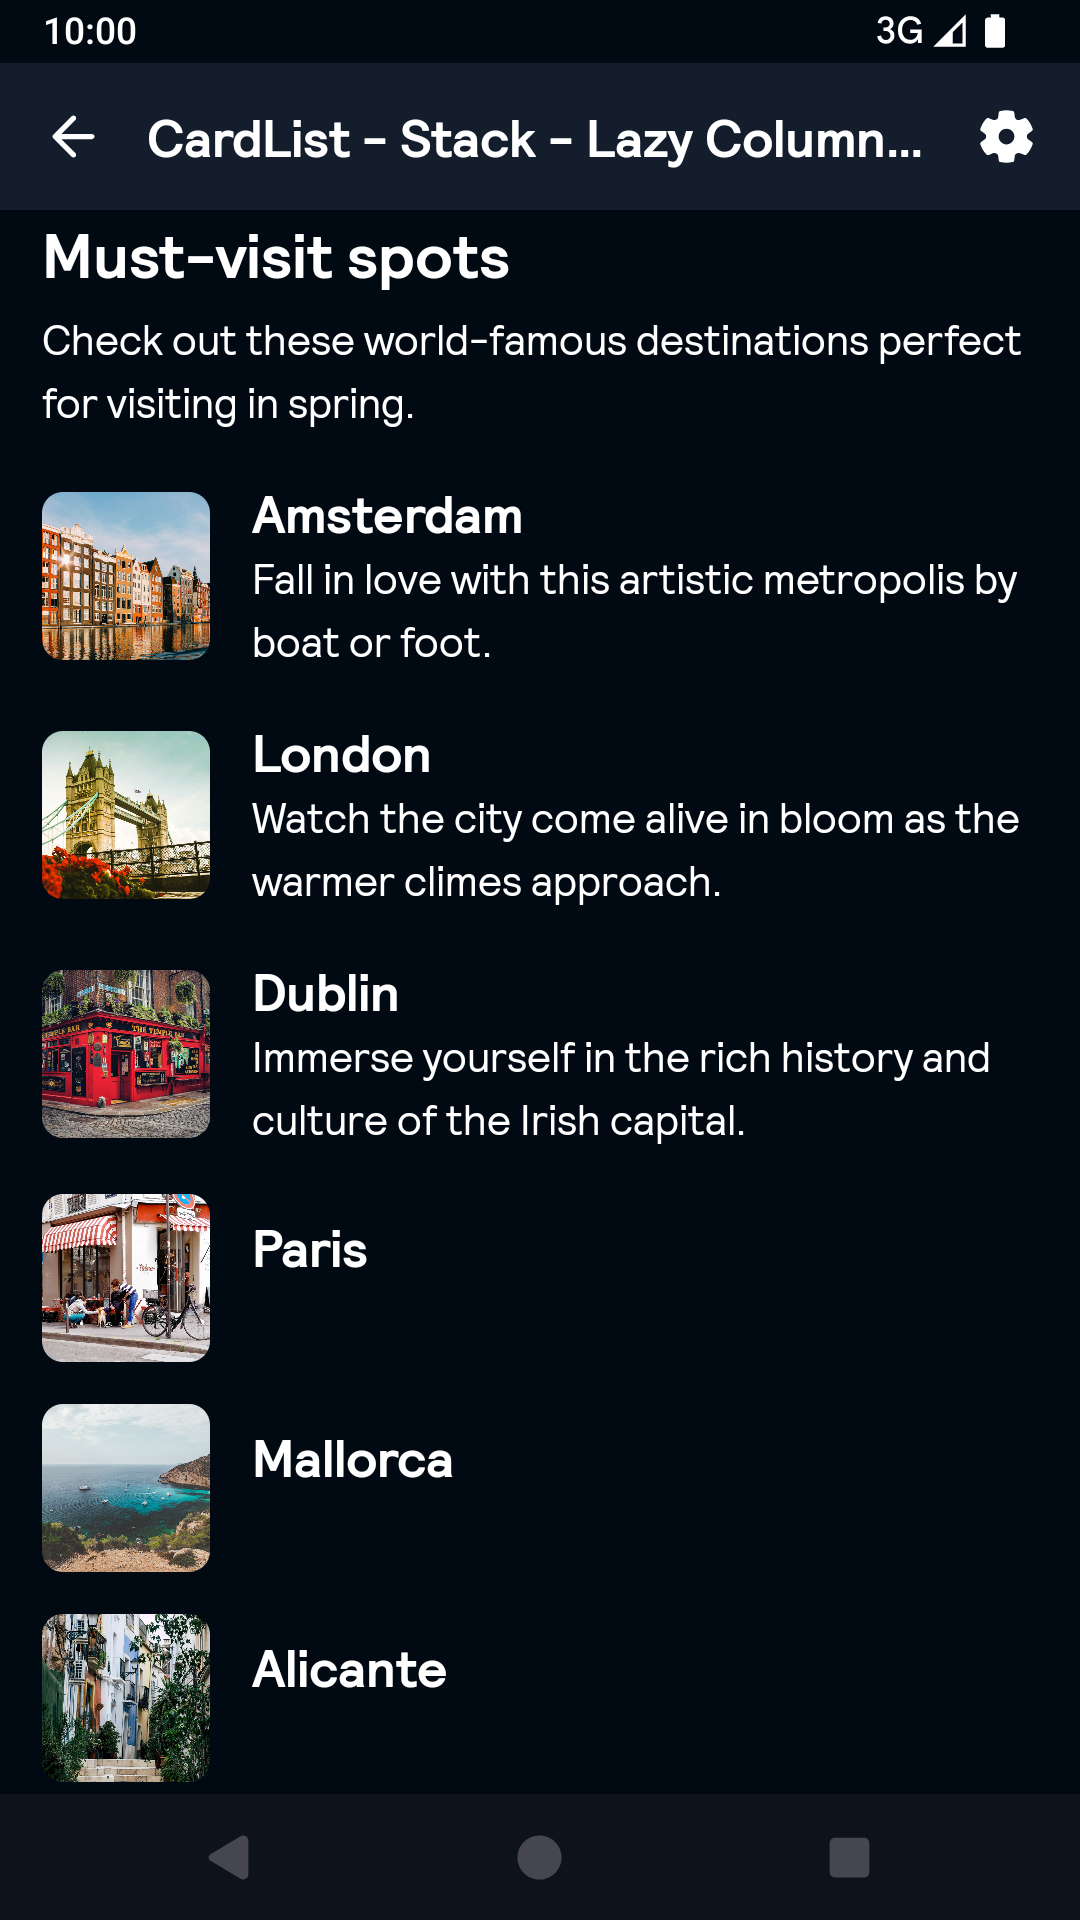 10:00
3G
CardList - Stack - Lazy Column...
Must-visit spots
Check out these world-famous destinations perfect
for visiting in spring.
Amsterdam
Fall in love with this artistic metropolis by
boat or foot.
London
Watch the city come alive in bloom as the
warmer climes approach.
THE TEMPLE BAR
Dublin
Immerse yourself in the rich history and
culture of the Irish capital.
Paris
Mallorca
Alicante